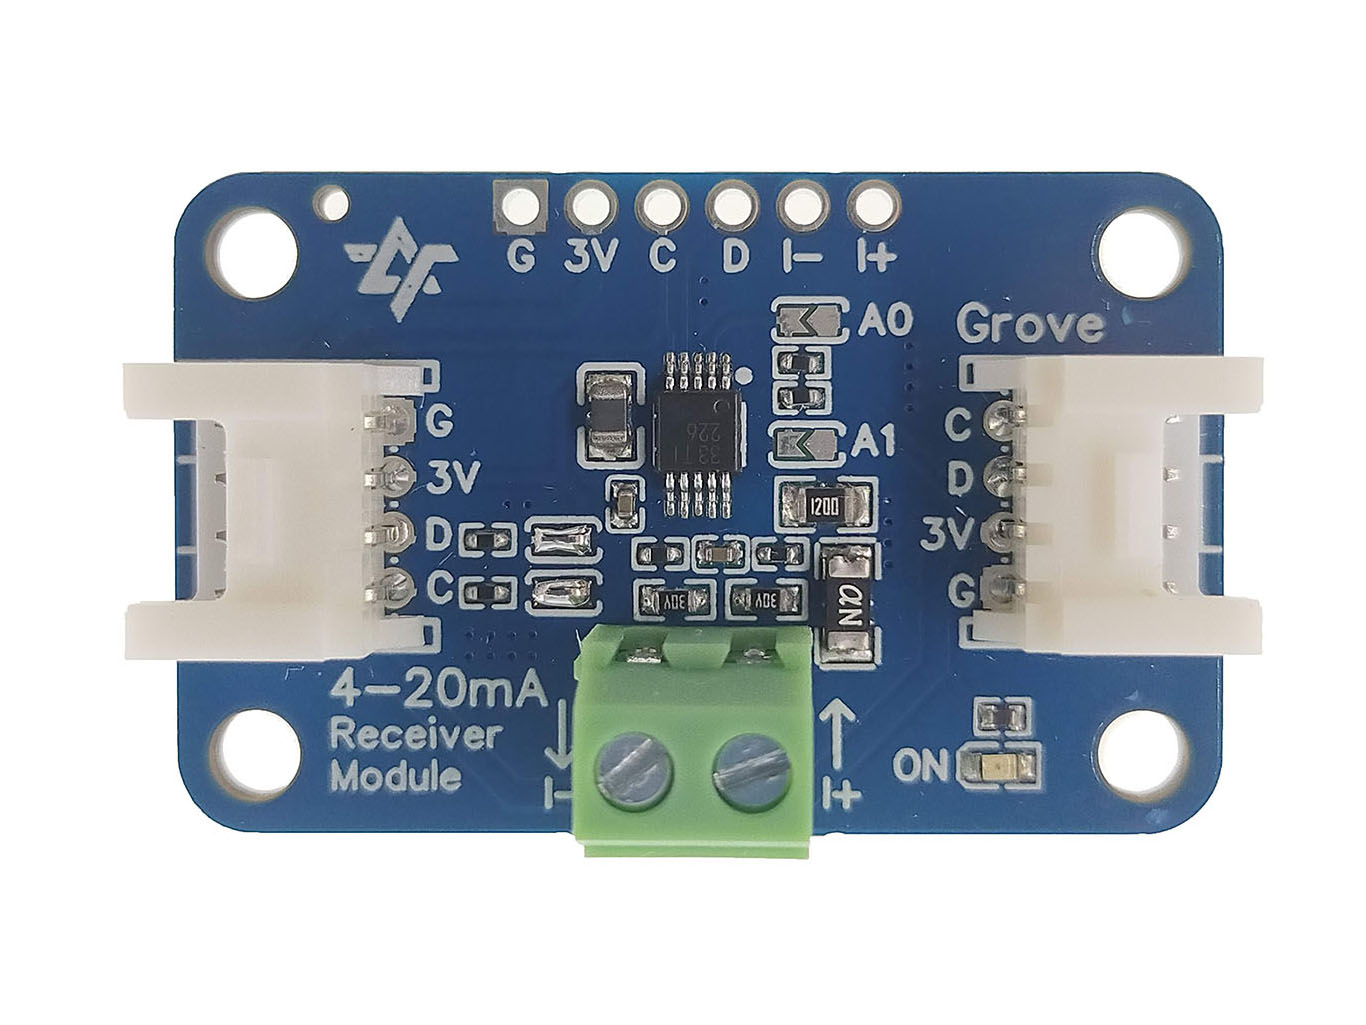 G 3V C D I- I+
A0
Grove
G
3V
D
C
A1
1200
C
D
3V
G
30V 30V
4-20mA
Receiver
Module
I-
I+
ON